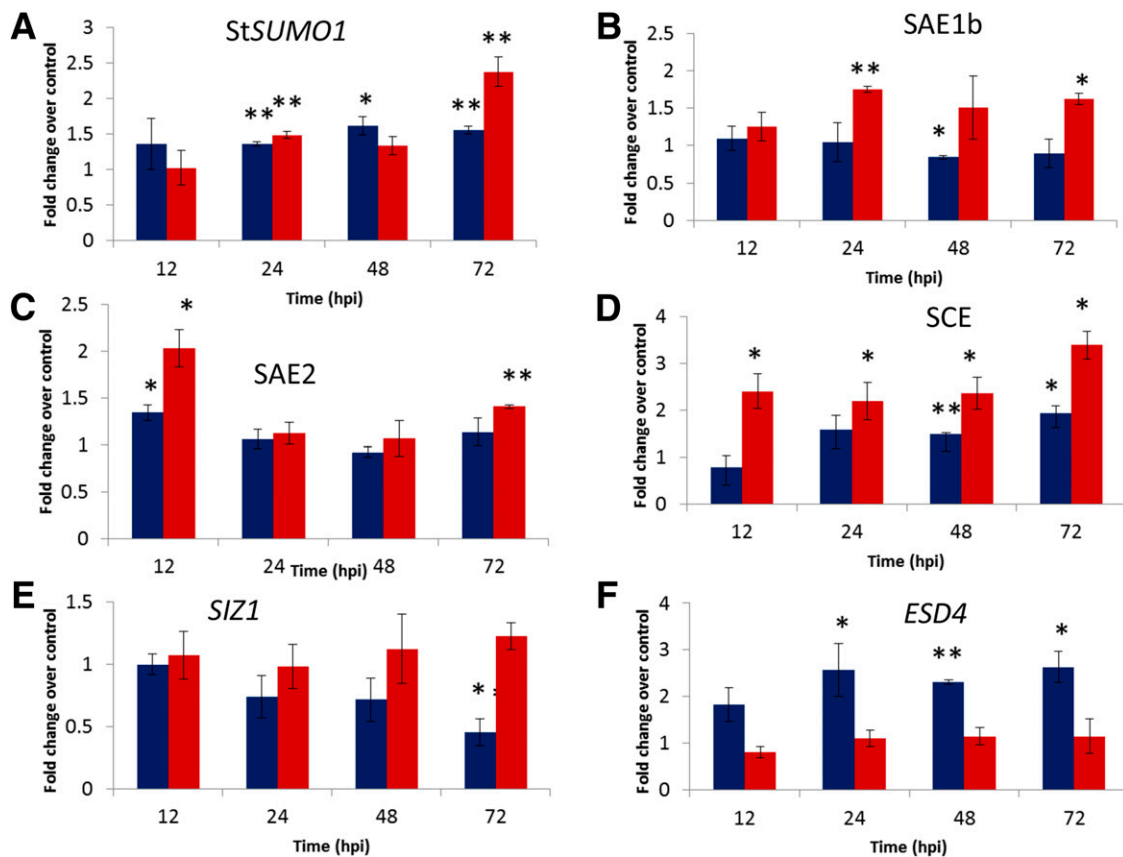 A
StSUMO1
Fold change over control
3
2.5
2
1.5
1
0.5
0
** ** * ** **
12 24 48 72
Time (hpi)
B
SAE1b
Fold change over control
2.5
2
1.5
1
0.5
0
** * *
12 24 48 72
Time (hpi)
C
SAE2
Fold change over control
2.5
2
1.5
1
0.5
0
* * **
12 24 48 72
Time (hpi)
D
SCE
Fold change over control
4
3
2
1
0
* * ** * * *
12 24 48 72
Time (hpi)
E
SIZ1
Fold change over control
1.5
1
0.5
0
**
12 24 48 72
Time (hpi)
F
ESD4
Fold change over control
4
3
2
1
0
* ** *
12 24 48 72
Time (hpi)